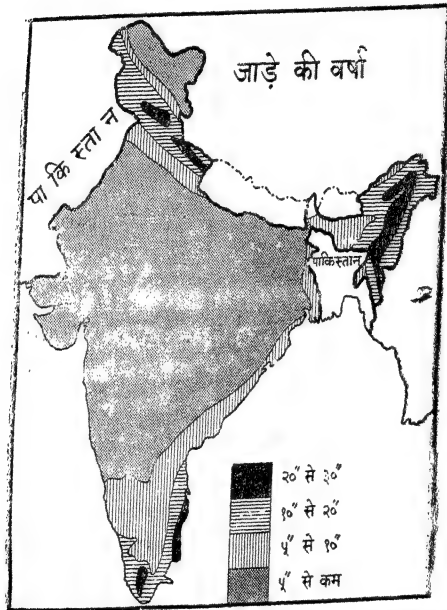 जाड़े की वर्षा
पाकिस्तान
पाकिस्तान
२०" से ३०"
१०" से २०"
५" से १०"
५" से कम